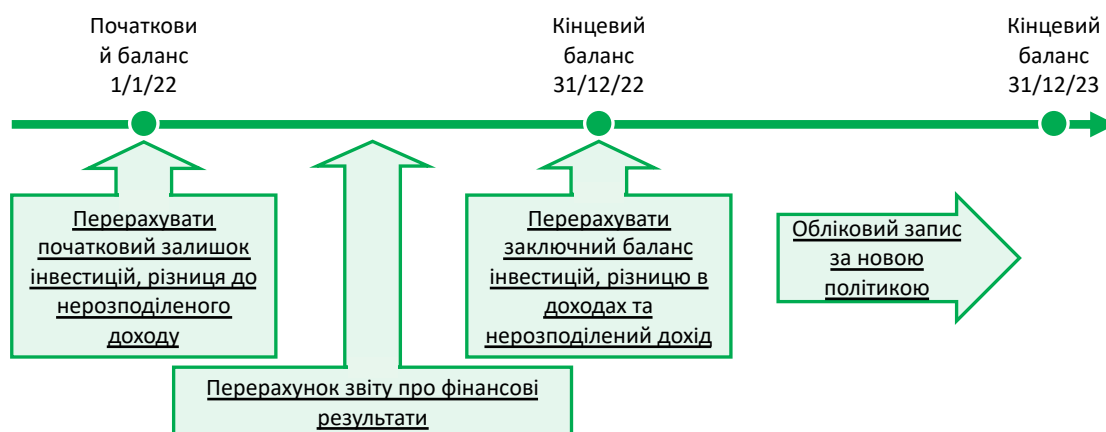 Початкови
й баланс
1/1/22
Кінцевий
баланс
31/12/22
Кінцевий
баланс
31/12/23
Перерахувати
початковий залишок
інвестицій, різниця до
нерозподіленого
доходу
Перерахувати
заключний баланс
інвестицій, різницю в
доходах та
нерозподілений дохід
Обліковий запис
за новою
політикою
Перерахунок звіту про фінансові
результати